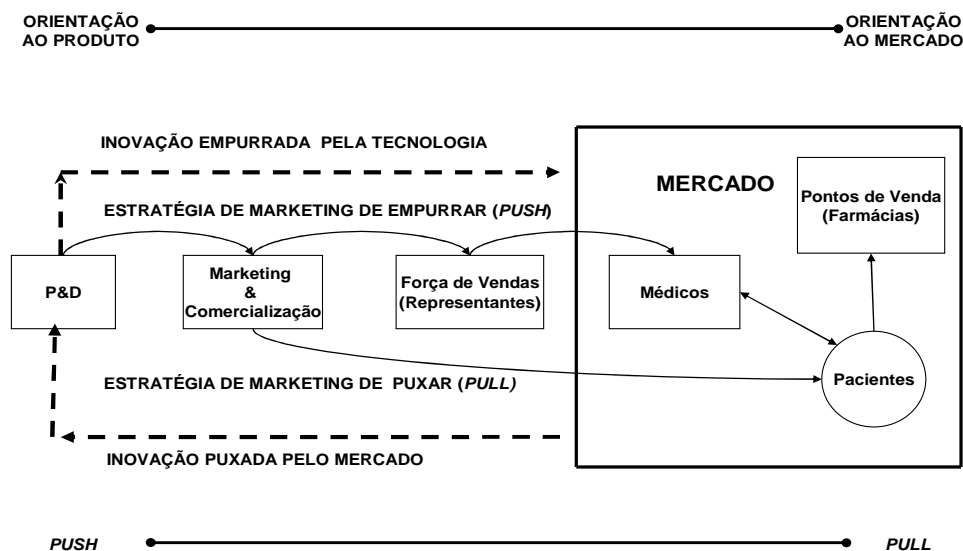 ORIENTAÇÃO
AO PRODUTO
ORIENTAÇÃO
AO MERCADO
INOVAÇÃO EMPURRADA PELA TECNOLOGIA
MERCADO
Pontos de Venda
(Farmácias)
ESTRATÉGIA DE MARKETING DE EMPURRAR (PUSH)
P&D
Marketing
&
Comercialização
Força de Vendas
(Representantes)
Médicos
Pacientes
ESTRATÉGIA DE MARKETING DE PUXAR (PULL)
INOVAÇÃO PUXADA PELO MERCADO
PUSH
PULL